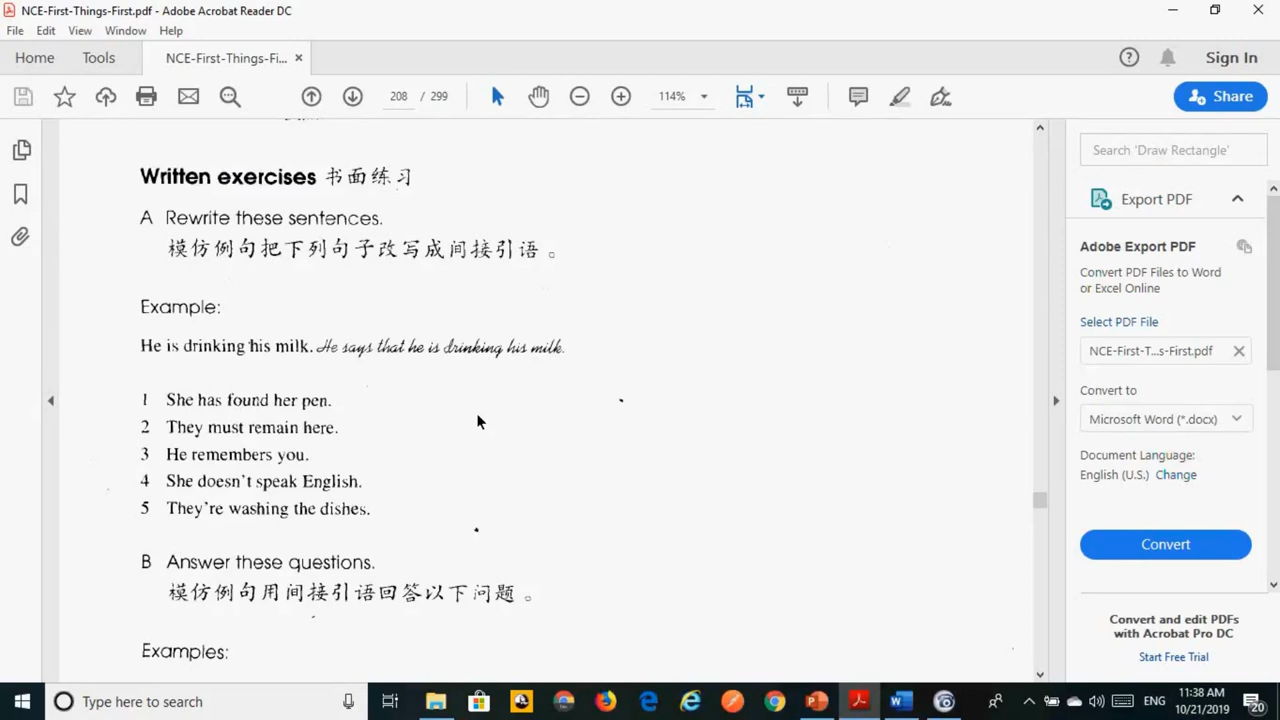 NCE-First-Things-First.pdf - Adobe Acrobat Reader DC
File Edit View Window Help
Home Tools NCE-First-Things-Fi... ×
208 / 299 114% Sign In Share
Written exercises 书面练习
A Rewrite these sentences.
模仿例句把下列句子改写成间接引语。
Example:
He is drinking his milk. He says that he is drinking his milk.
1 She has found her pen.
2 They must remain here.
3 He remembers you.
4 She doesn't speak English.
5 They're washing the dishes.
B Answer these questions.
模仿例句用间接引语回答以下问题。
Examples:
Search 'Draw Rectangle'
Export PDF
Adobe Export PDF
Convert PDF Files to Word
or Excel Online
Select PDF File
NCE-First-T...s-First.pdf
Convert to
Microsoft Word (*.docx)
Document Language:
English (U.S.) Change
Convert
Convert and edit PDFs
with Acrobat Pro DC
Start Free Trial
Type here to search
ENG
11:38 AM
10/21/2019
20